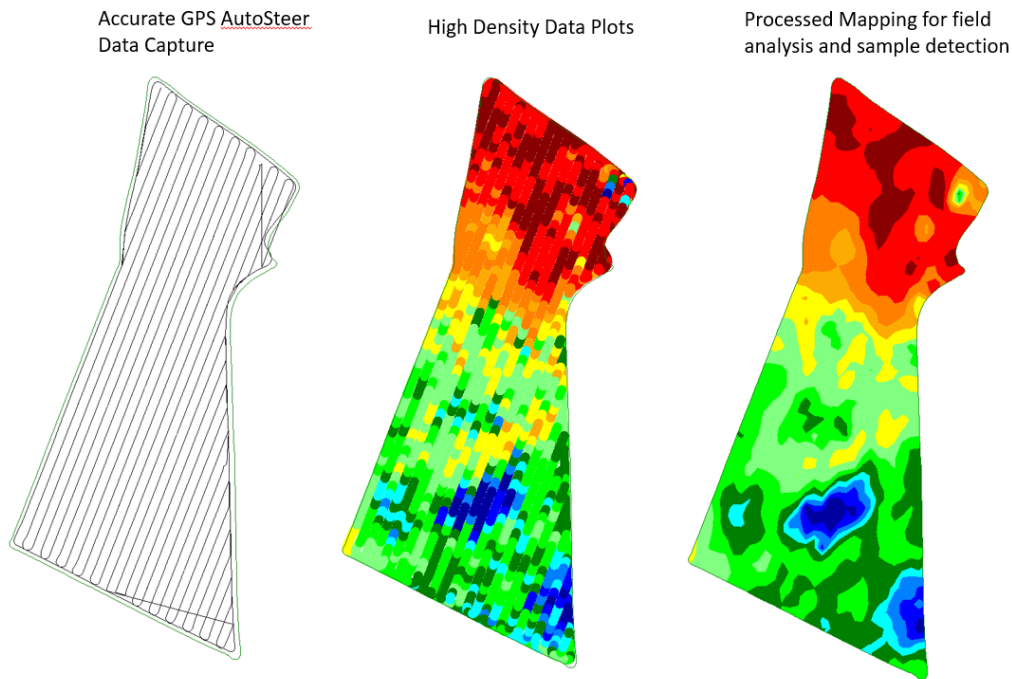 Accurate GPS AutoSteer
Data Capture
High Density Data Plots
Processed Mapping for field
analysis and sample detection